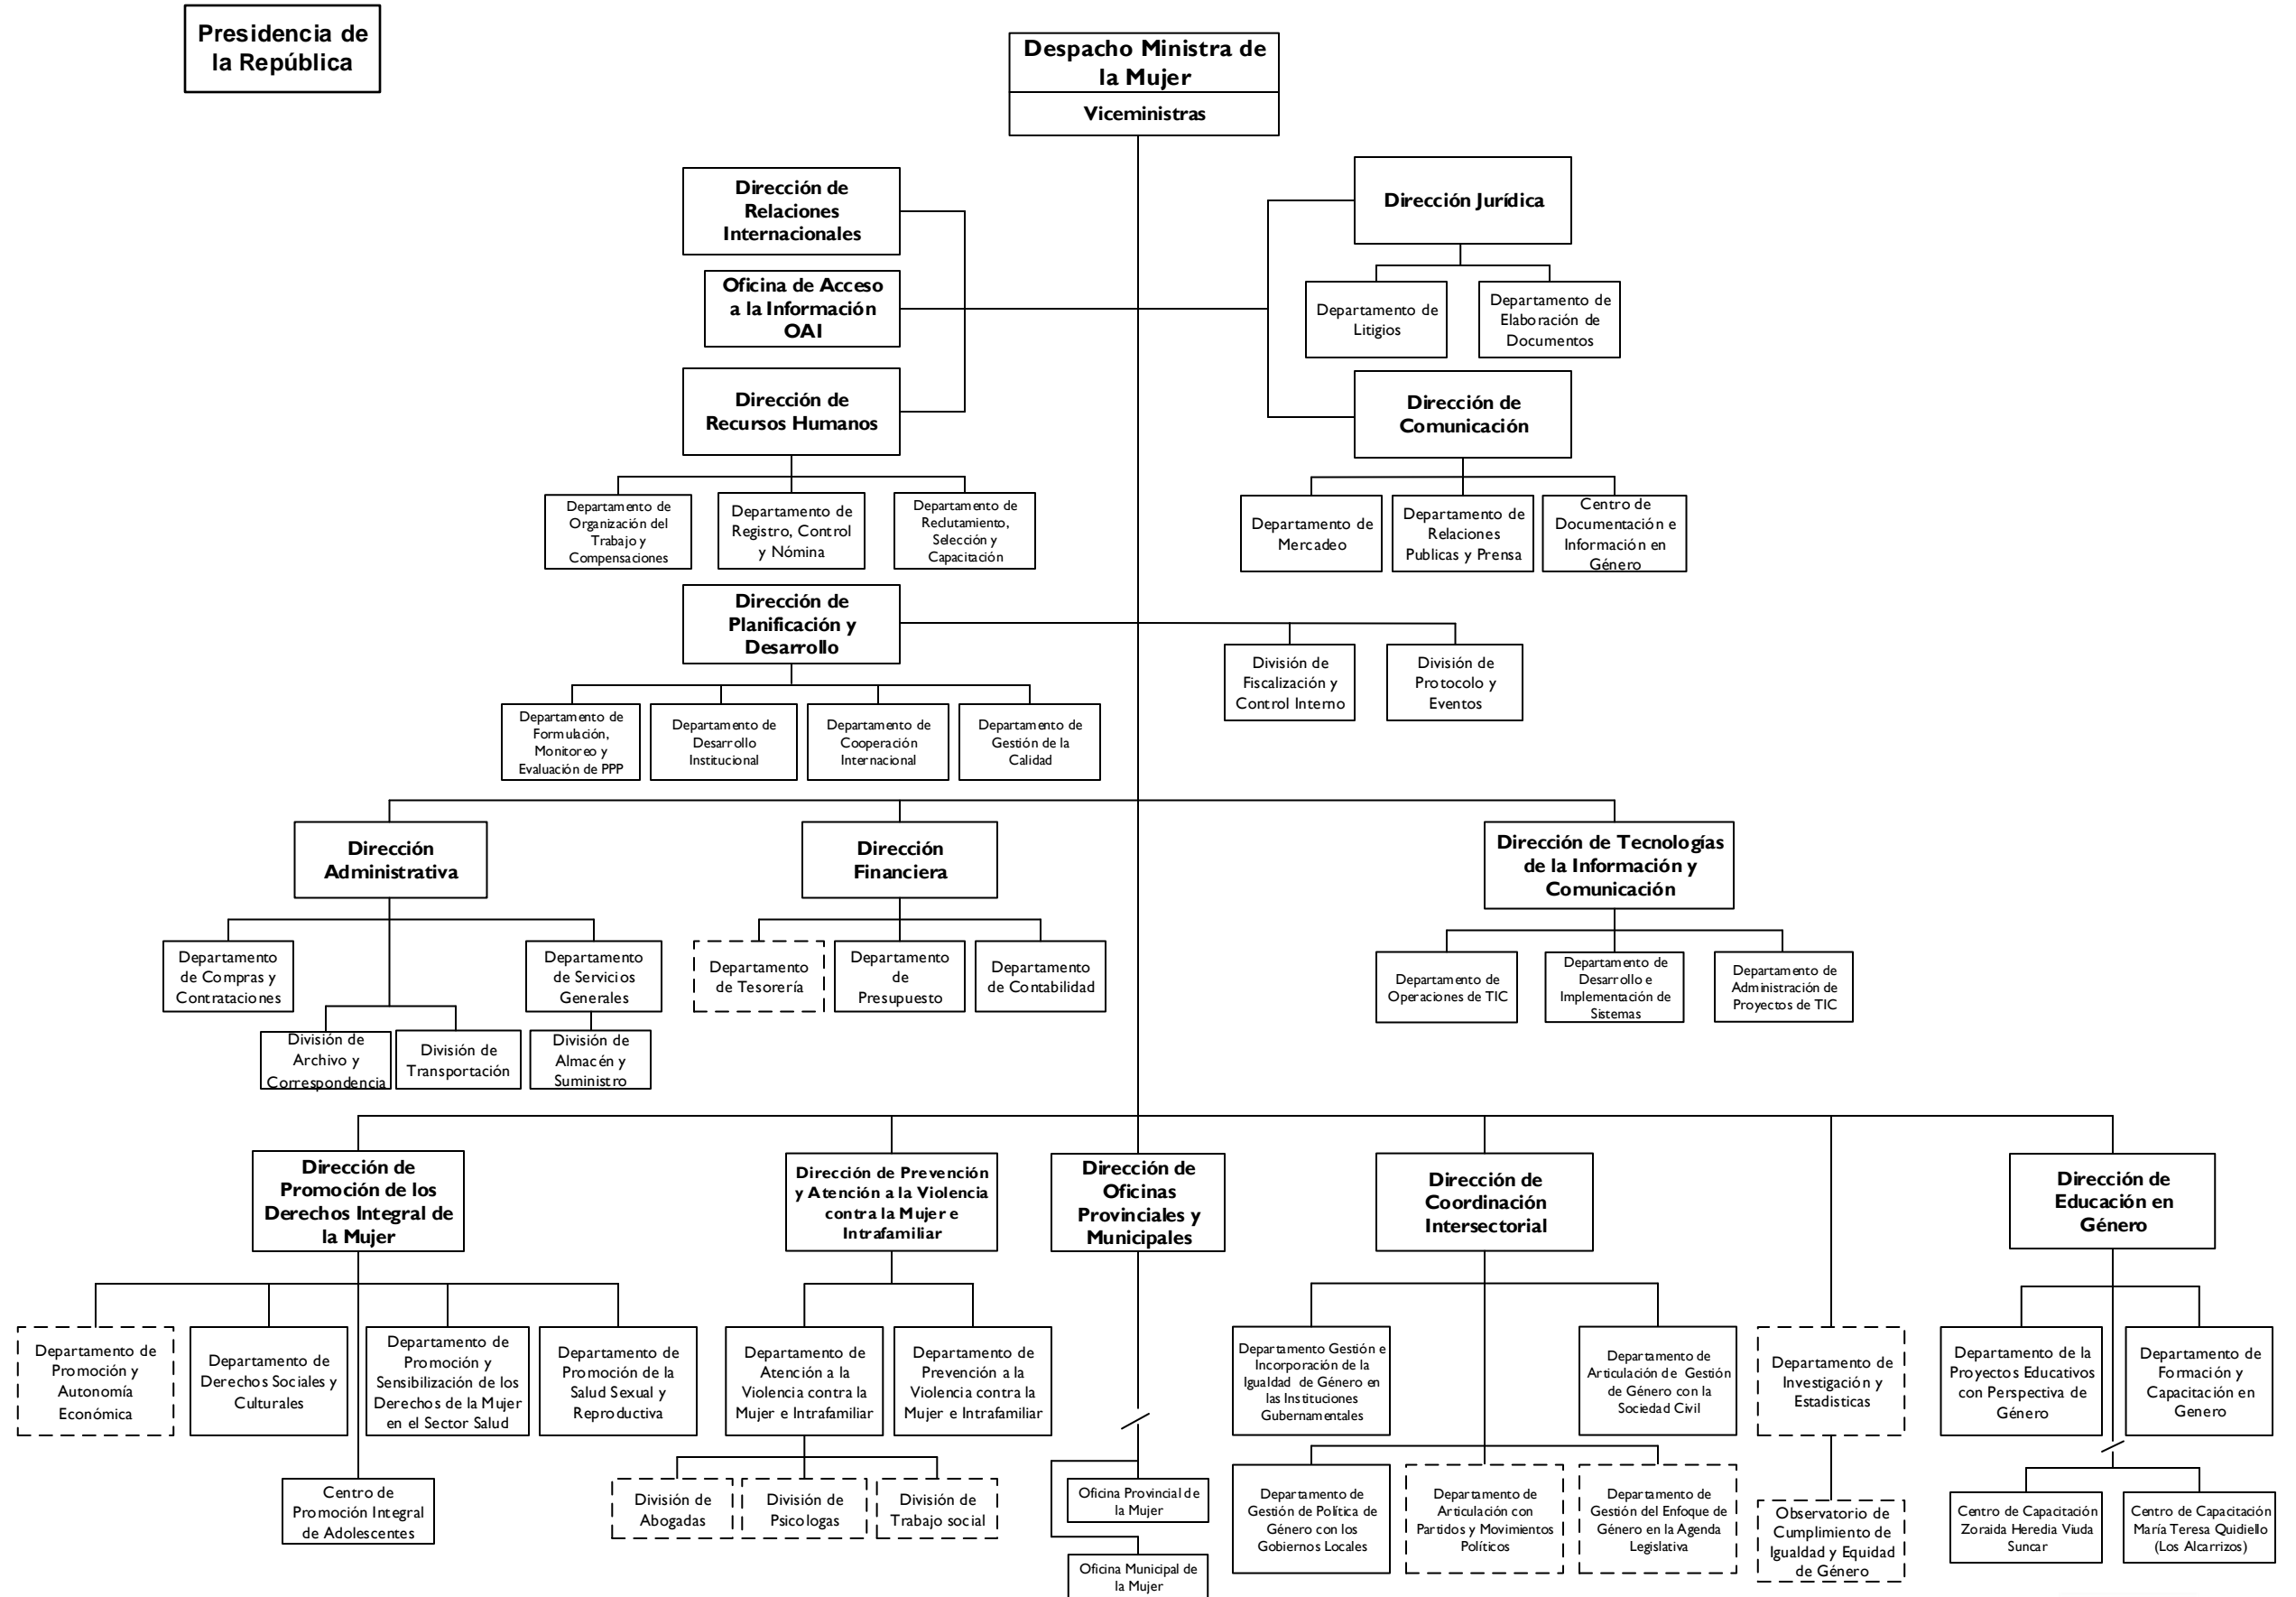 Presidencia de
la República
Despacho Ministra de
la Mujer
Viceministras
Dirección de
Relaciones
Internacionales
Dirección Jurídica
Oficina de Acceso
a la Información
OAI
Departamento de
Litigios
Departamento de
Elaboración de
Documentos
Dirección de
Recursos Humanos
Dirección de
Comunicación
Departamento de
Organización del
Trabajo y
Compensaciones
Departamento de
Registro, Control
y Nómina
Departamento de
Reclutamiento,
Selección y
Capacitación
Departamento de
Mercadeo
Departamento de
Relaciones
Publicas y Prensa
Centro de
Documentación e
Información en
Género
Dirección de
Planificación y
Desarrollo
División de
Fiscalización y
Control Interno
División de
Protocolo y
Eventos
Departamento de
Formulación,
Monitoreo y
Evaluación de PPP
Departamento de
Desarrollo
Institucional
Departamento de
Cooperación
Internacional
Departamento de
Gestión de la
Calidad
Dirección
Administrativa
Dirección
Financiera
Dirección de Tecnologías
de la Información y
Comunicación
Departamento
de Compras y
Contrataciones
Departamento
de Servicios
Generales
Departamento
de Tesorería
Departamento
de
Presupuesto
Departamento
de Contabilidad
Departamento de
Operaciones de TIC
Departamento de
Desarrollo e
Implementación de
Sistemas
Departamento de
Administración de
Proyectos de TIC
División de
Archivo y
Correspondencia
División de
Transportación
División de
Almacén y
Suministro
Dirección de
Promoción de los
Derechos Integral de
la Mujer
Dirección de Prevención
y Atención a la Violencia
contra la Mujer e
Intrafamiliar
Dirección de
Oficinas
Provinciales y
Municipales
Dirección de
Coordinación
Intersectorial
Dirección de
Educación en
Género
Departamento de
Promoción y
Autonomía
Económica
Departamento de
Derechos Sociales y
Culturales
Departamento de
Promoción y
Sensibilización de los
Derechos de la Mujer
en el Sector Salud
Departamento de
Promoción de la
Salud Sexual y
Reproductiva
Departamento de
Atención a la
Violencia contra la
Mujer e Intrafamiliar
Departamento de
Prevención a la
Violencia contra la
Mujer e Intrafamiliar
Departamento Gestión e
Incorporación de la
Igualdad de Género en
las Instituciones
Gubernamentales
Departamento de
Articulación de Gestión
de Género con la
Sociedad Civil
Departamento de
Investigación y
Estadisticas
Departamento de la
Proyectos Educativos
con Perspectiva de
Género
Departamento de
Formación y
Capacitación en
Genero
Centro de
Promoción Integral
de Adolescentes
División de
Abogadas
División de
Psicologas
División de
Trabajo social
Oficina Provincial de
la Mujer
Oficina Municipal de
la Mujer
Departamento de
Gestión de Política de
Género con los
Gobiernos Locales
Departamento de
Articulación con
Partidos y Movimientos
Políticos
Departamento de
Gestión del Enfoque de
Género en la Agenda
Legislativa
Observatorio de
Cumplimiento de
Igualdad y Equidad
de Género
Centro de Capacitación
Zoraida Heredia Viuda
Suncar
Centro de Capacitación
María Teresa Quidiello
(Los Alcarrizos)